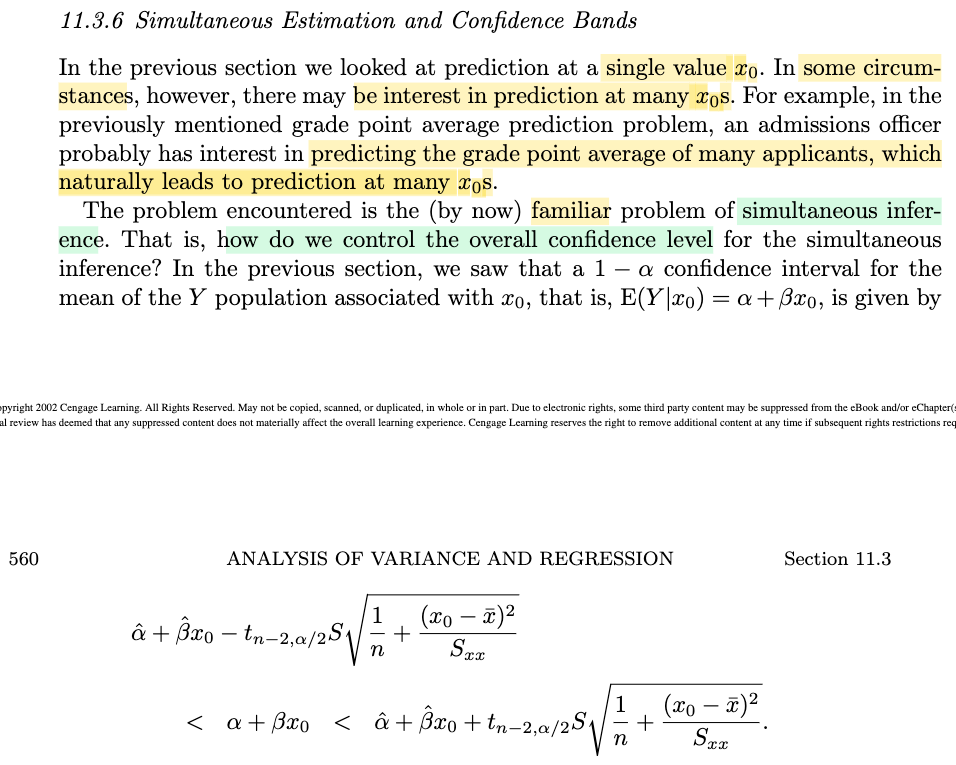 11.3.6 Simultaneous Estimation and Confidence Bands
In the previous section we looked at prediction at a single value x₀. In some circum-
stances, however, there may be interest in prediction at many x₀s. For example, in the
previously mentioned grade point average prediction problem, an admissions officer
probably has interest in predicting the grade point average of many applicants, which
naturally leads to prediction at many x₀s.
The problem encountered is the (by now) familiar problem of simultaneous infer-
ence. That is, how do we control the overall confidence level for the simultaneous
inference? In the previous section, we saw that a 1 − α confidence interval for the
mean of the Y population associated with x₀, that is, E(Y|x₀) = α + βx₀, is given by
opyright 2002 Cengage Learning. All Rights Reserved. May not be copied, scanned, or duplicated, in whole or in part. Due to electronic rights, some third party content may be suppressed from the eBook and/or eChapter(s
al review has deemed that any suppressed content does not materially affect the overall learning experience. Cengage Learning reserves the right to remove additional content at any time if subsequent rights restrictions req
560 ANALYSIS OF VARIANCE AND REGRESSION Section 11.3
α̂ + β̂x₀ − t_{n−2,α/2}S√(1/n + (x₀ − x̄)²/S_{xx})
< α + βx₀ < α̂ + β̂x₀ + t_{n−2,α/2}S√(1/n + (x₀ − x̄)²/S_{xx}).